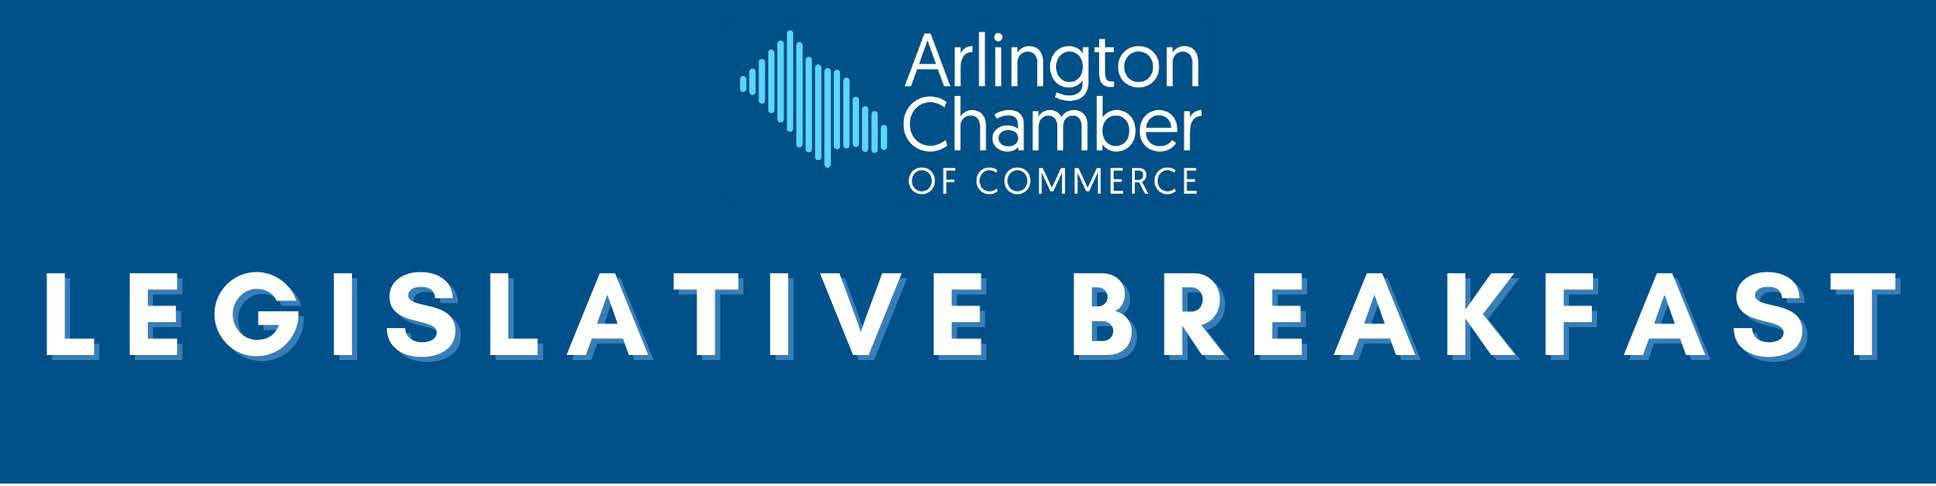 Arlington
Chamber
OF COMMERCE
LEGISLATIVE BREAKFAST